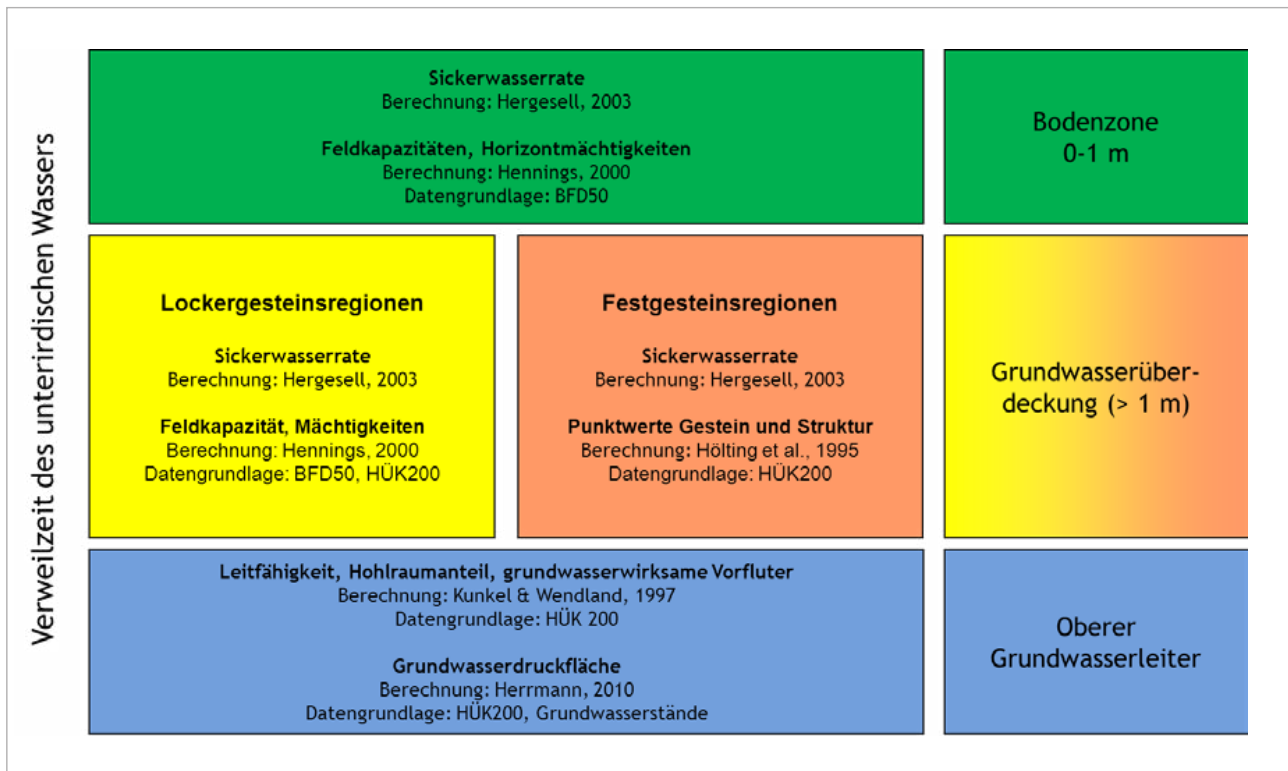 Verweilzeit des unterirdischen Wassers
Sickerwasserrate
Berechnung: Hergesell, 2003
Feldkapazitäten, Horizontmächtigkeiten
Berechnung: Hennings, 2000
Datengrundlage: BFD50
Bodenzone
0-1 m
Lockergesteinsregionen
Sickerwasserrate
Berechnung: Hergesell, 2003
Feldkapazität, Mächtigkeiten
Berechnung: Hennings, 2000
Datengrundlage: BFD50, HÜK200
Festgesteinsregionen
Sickerwasserrate
Berechnung: Hergesell, 2003
Punktwerte Gestein und Struktur
Berechnung: Hölting et al., 1995
Datengrundlage: HÜK200
Grundwasserüber-
deckung (> 1 m)
Leitfähigkeit, Hohlraumanteil, grundwasserwirksame Vorfluter
Berechnung: Kunkel & Wendland, 1997
Datengrundlage: HÜK 200
Grundwasserdruckfläche
Berechnung: Herrmann, 2010
Datengrundlage: HÜK200, Grundwasserstände
Oberer
Grundwasserleiter